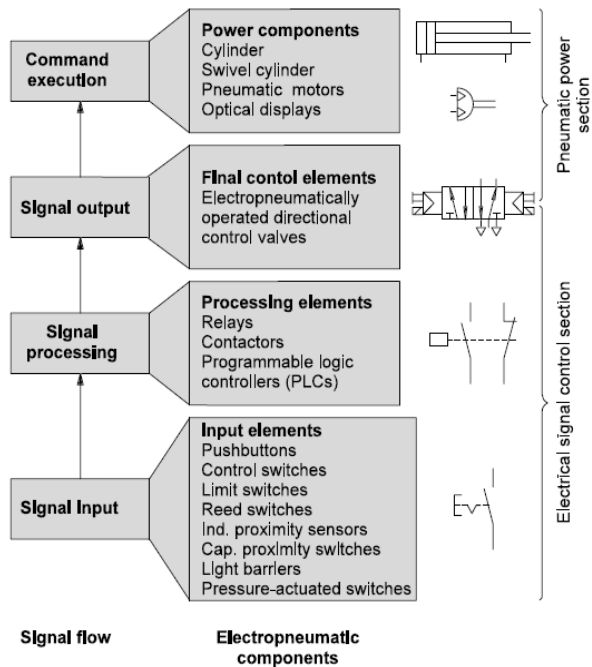 Command
execution
Power components
Cylinder
Swivel cylinder
Pneumatic motors
Optical displays
Pneumatic power
section
Signal output
Final contol elements
Electropneumatically
operated directional
control valves
Signal
processing
Processing elements
Relays
Contactors
Programmable logic
controllers (PLCs)
Electrical signal control section
Signal input
Input elements
Pushbuttons
Control switches
Limit switches
Reed switches
Ind. proximity sensors
Cap. proximity switches
Light barriers
Pressure-actuated switches
Signal flow
Electropneumatic
components